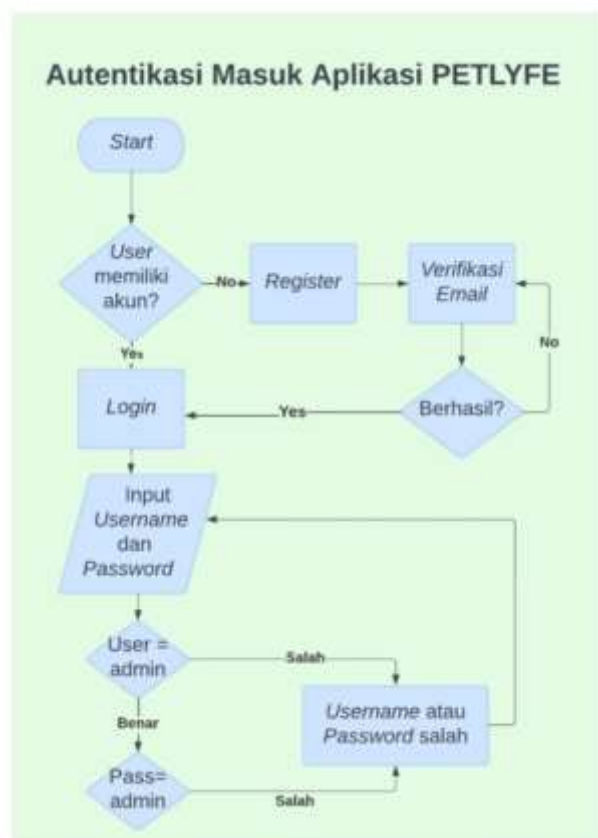 Autentikasi Masuk Aplikasi PETLYFE
Start
User
memiliki
akun?
No
Register
Verifikasi
Email
No
Yes
Login
Yes
Berhasil?
Input
Username
dan
Password
User =
admin
Salah
Benar
Username atau
Password salah
Pass=
admin
Salah